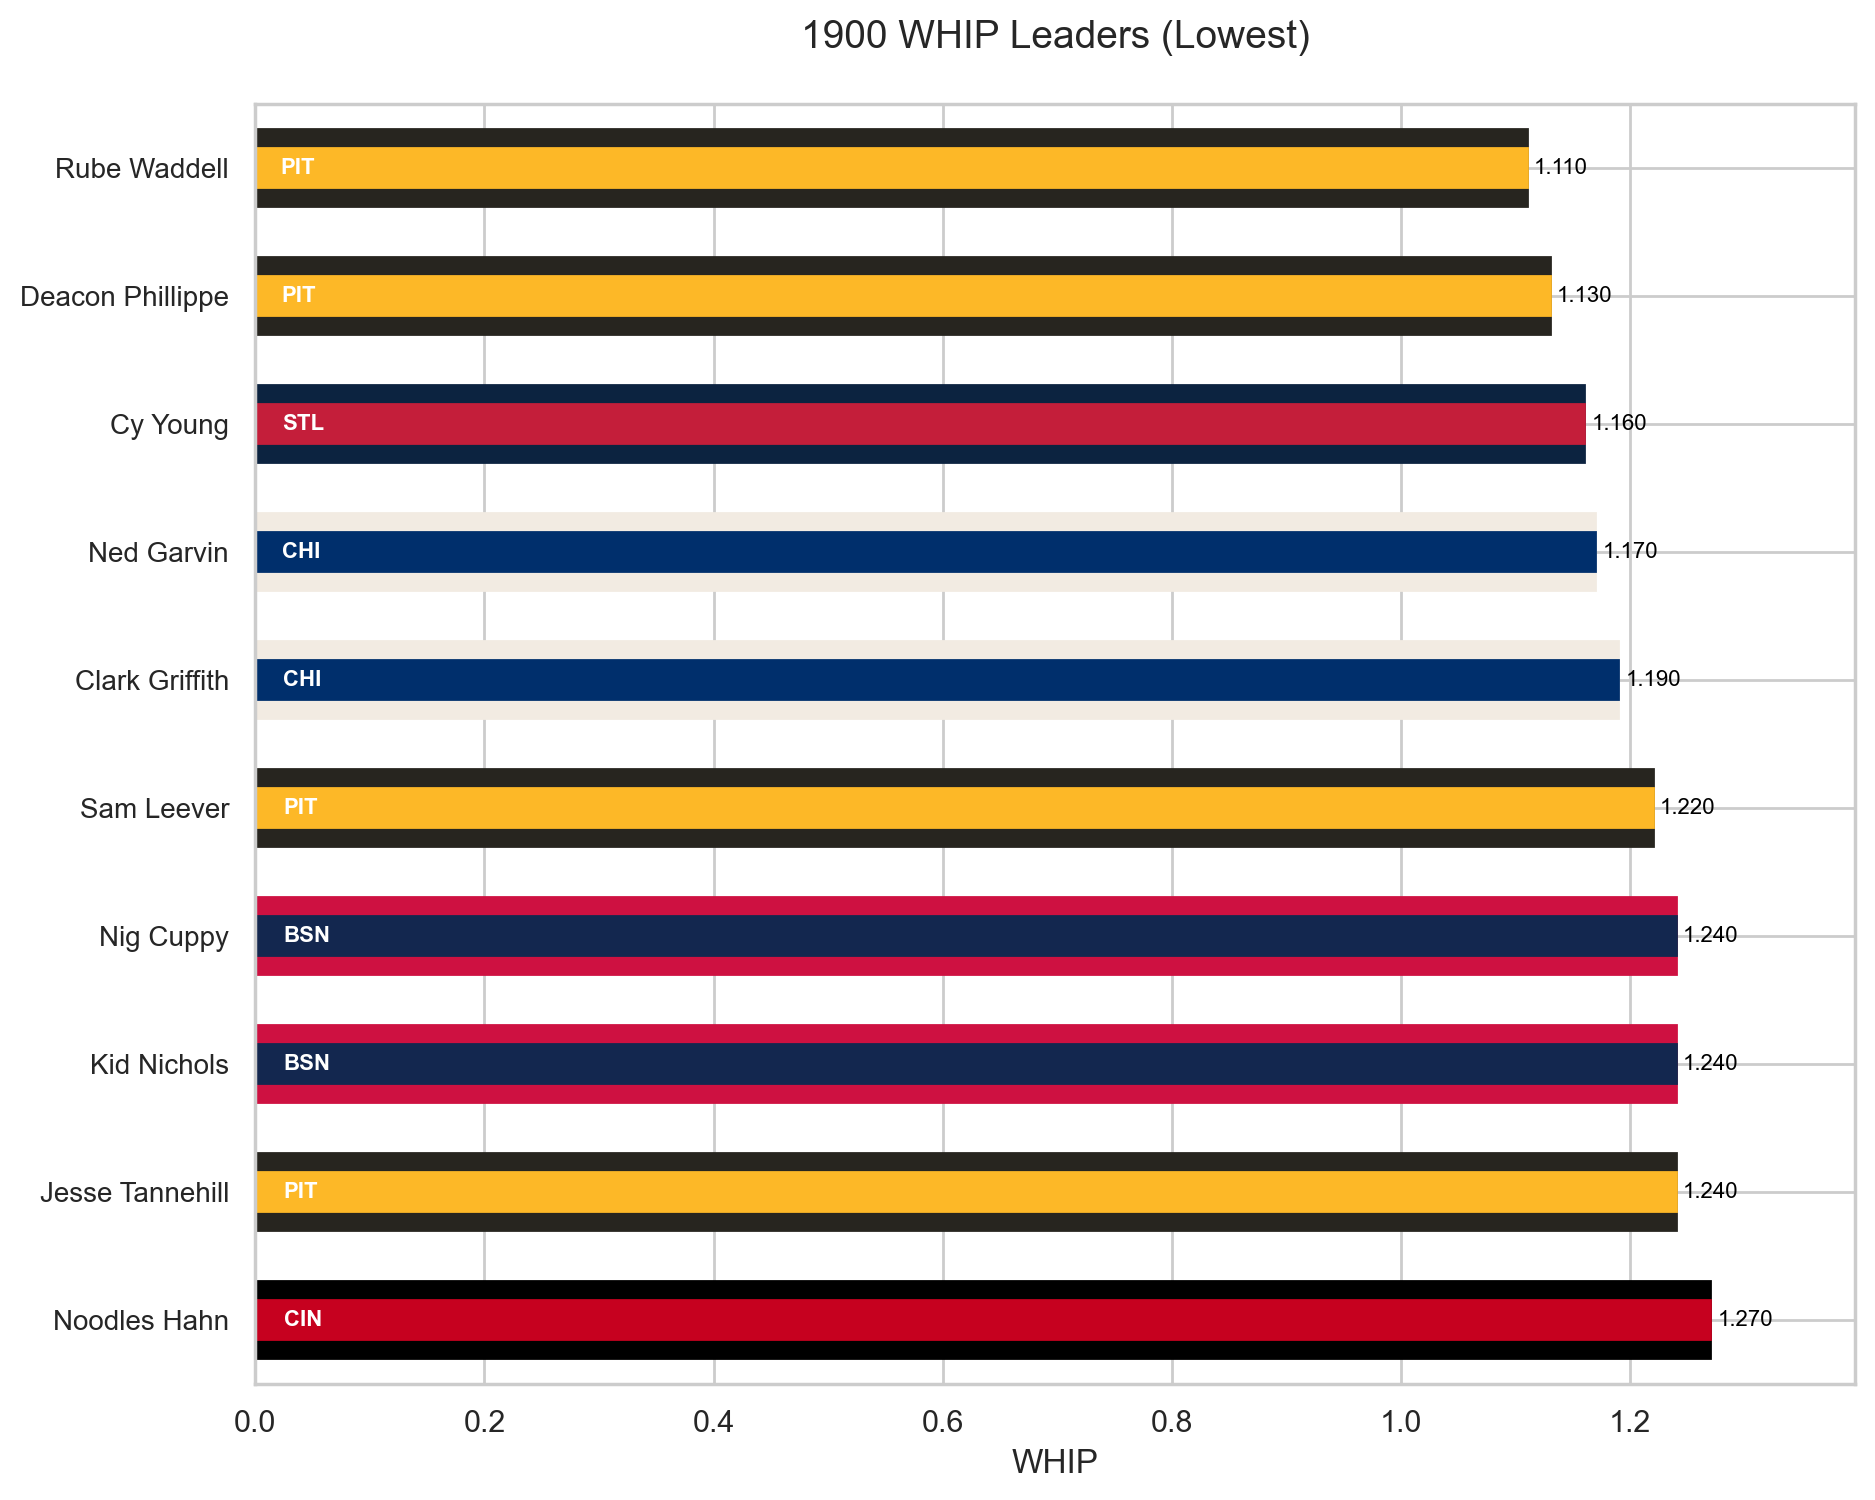 1900 WHIP Leaders (Lowest)
Rube Waddell PIT 1.110
Deacon Phillippe PIT 1.130
Cy Young STL 1.160
Ned Garvin CHI 1.170
Clark Griffith CHI 1.190
Sam Leever PIT 1.220
Nig Cuppy BSN 1.240
Kid Nichols BSN 1.240
Jesse Tannehill PIT 1.240
Noodles Hahn CIN 1.270
0.0 0.2 0.4 0.6 0.8 1.0 1.2
WHIP